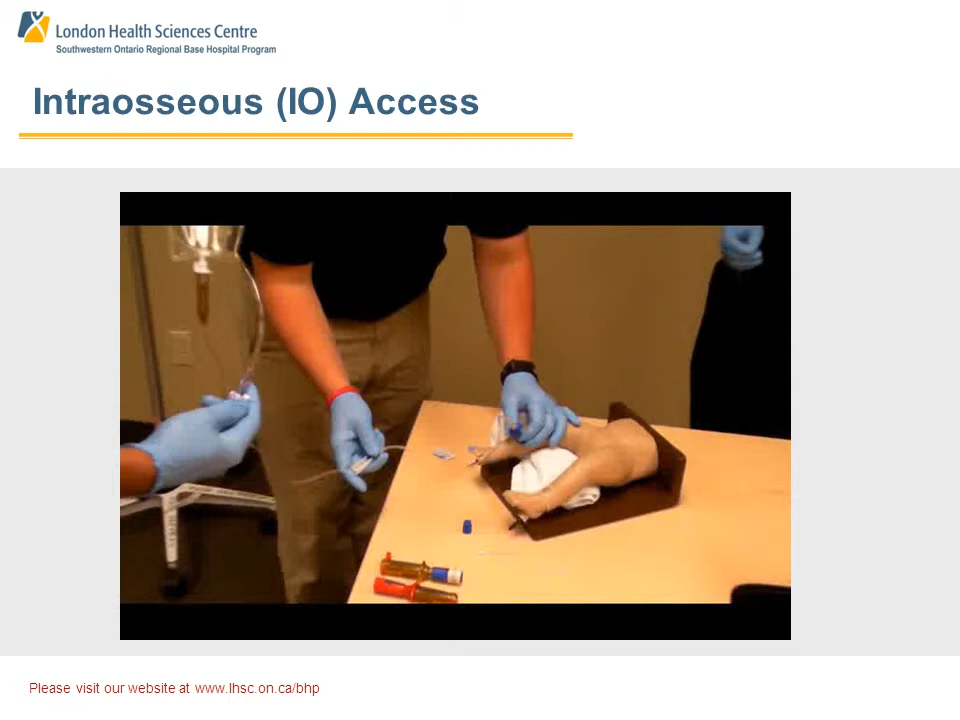 London Health Sciences Centre
Southwestern Ontario Regional Base Hospital Program
Intraosseous (IO) Access
Please visit our website at www.lhsc.on.ca/bhp